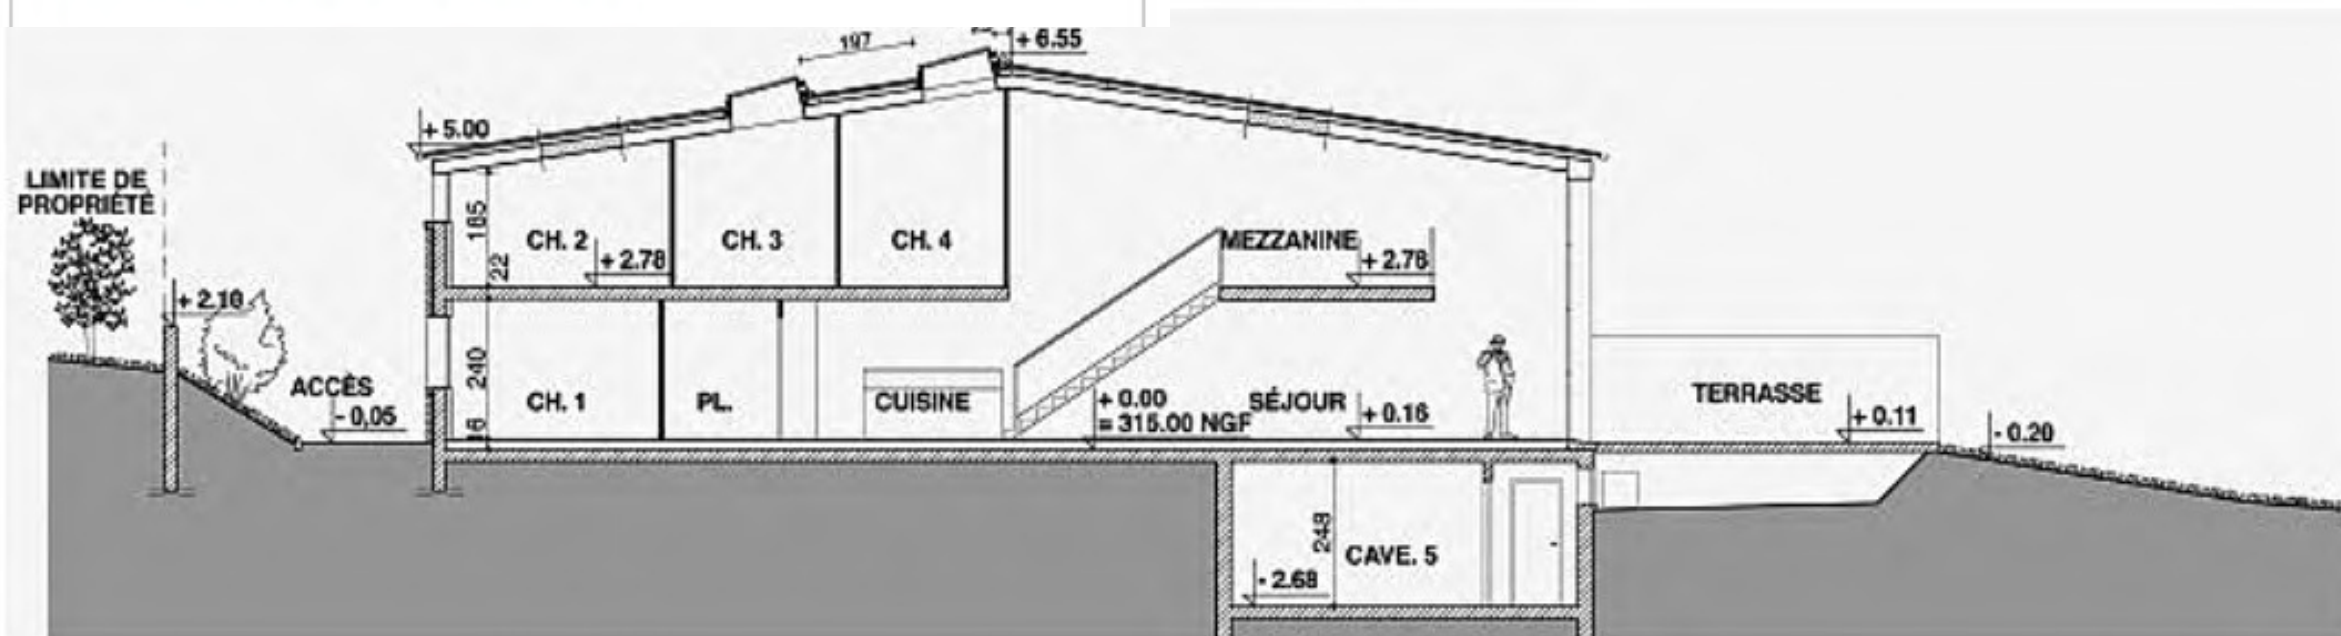 197
+ 6.55
+ 5.00
LIMITE DE
PROPRIÉTÉ
185
CH. 2
CH. 3
CH. 4
MEZZANINE
22
+ 2.78
+ 2.78
+ 2.10
240
ACCÈS
- 0,05
CH. 1
PL.
CUISINE
+ 0.00
= 315.00 NGF
SÉJOUR
+ 0.16
TERRASSE
+ 0.11
- 0.20
16
248
CAVE. 5
- 2.68